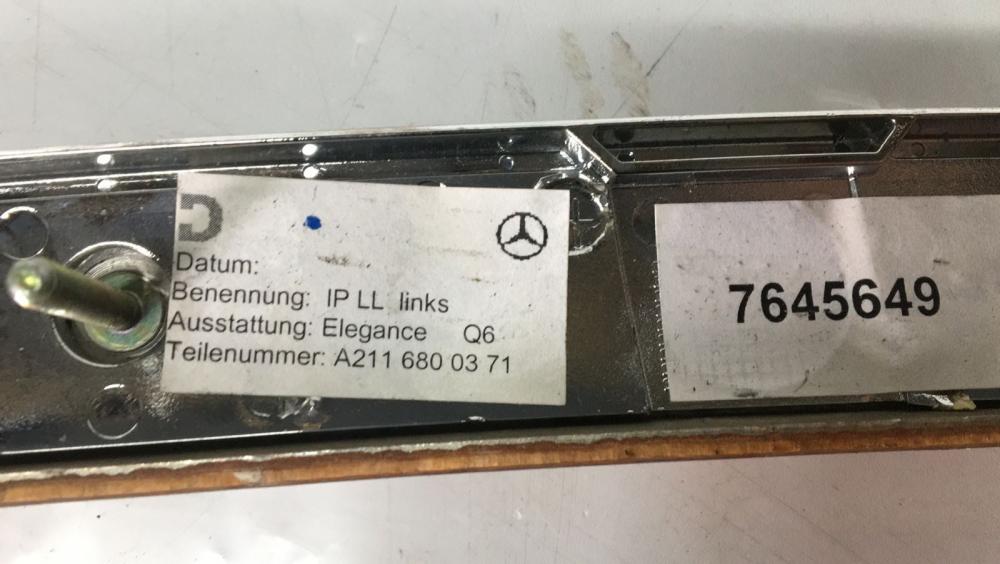 Datum:
Benennung: IP LL links
Ausstattung: Elegance Q6
Teilenummer: A211 680 03 71
7645649